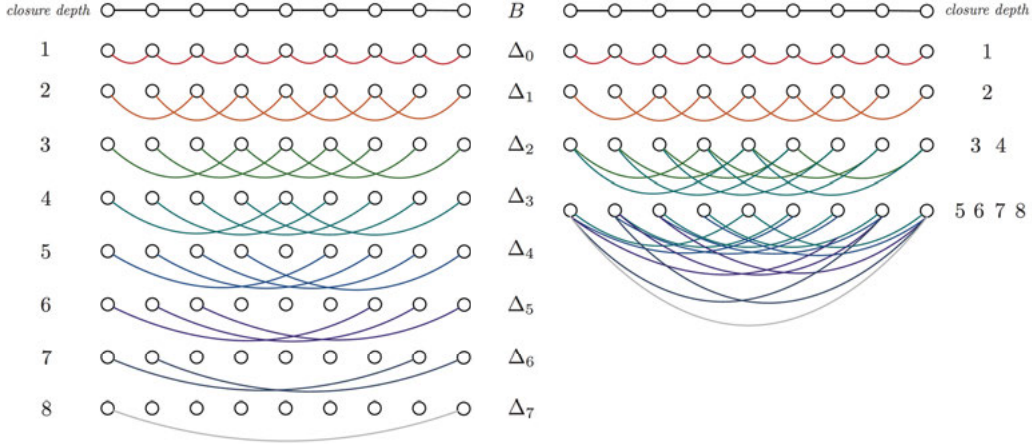 closure depth B closure depth
1 Δ₀ 1
2 Δ₁ 2
3 Δ₂ 3 4
4 Δ₃ 5 6 7 8
5 Δ₄
6 Δ₅
7 Δ₆
8 Δ₇